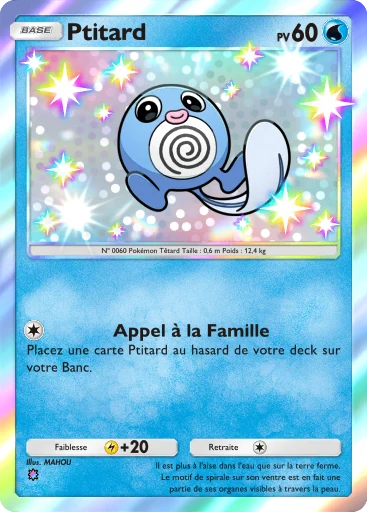 BASE Ptitard PV 60
N° 0060 Pokémon Têtard Taille : 0,6 m Poids : 12,4 kg
Appel à la Famille
Placez une carte Ptitard au hasard de votre deck sur
votre Banc.
Faiblesse +20 Retraite
Illus. MAHOU
Il est plus à l'aise dans l'eau que sur la terre ferme.
Le motif de spirale sur son ventre est en fait une
partie de ses organes visibles à travers la peau.